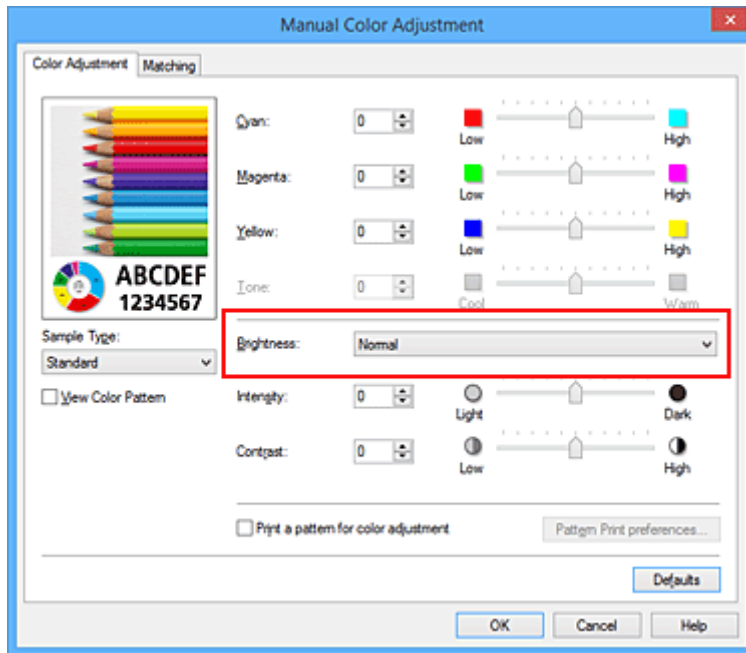 Manual Color Adjustment
Color Adjustment
Matching
ABCDEF
1234567
Sample Type:
Standard
View Color Pattern
Cyan:
0
Low
High
Magenta:
0
Low
High
Yellow:
0
Low
High
Tone:
0
Cool
Warm
Brightness:
Normal
Intensity:
0
Light
Dark
Contrast:
0
Low
High
Print a pattern for color adjustment
Pattern Print preferences...
Defaults
OK
Cancel
Help